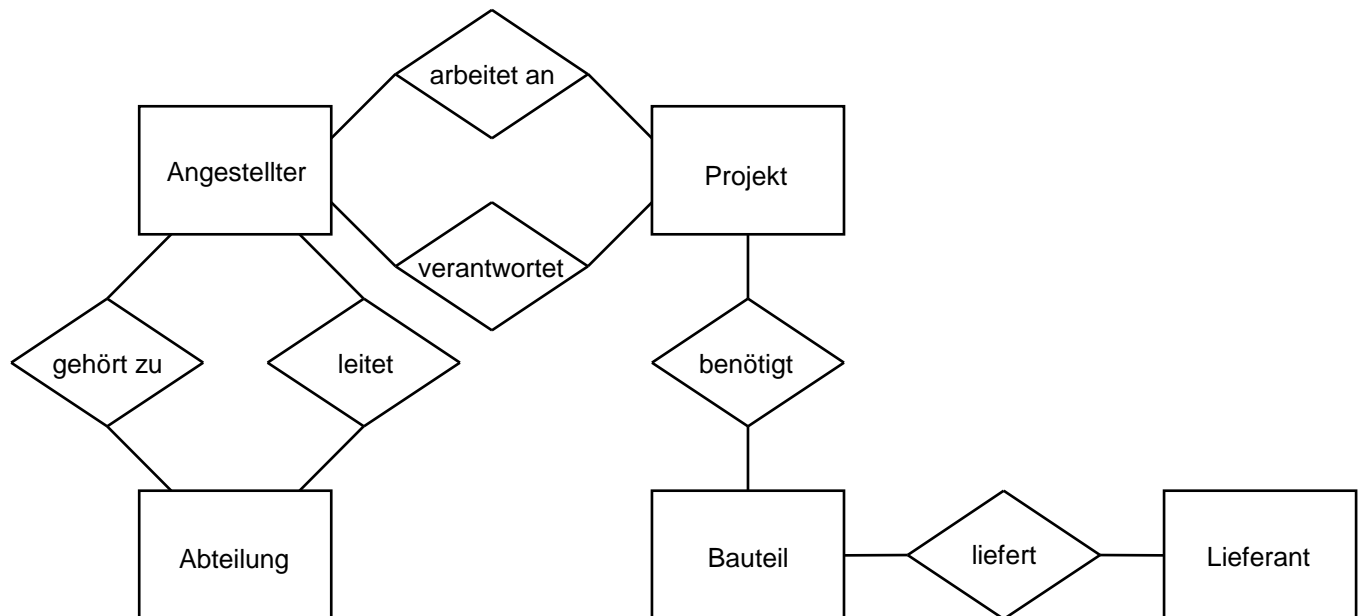 arbeitet an
Angestellter
Projekt
verantwortet
gehört zu
leitet
benötigt
Abteilung
Bauteil
liefert
Lieferant